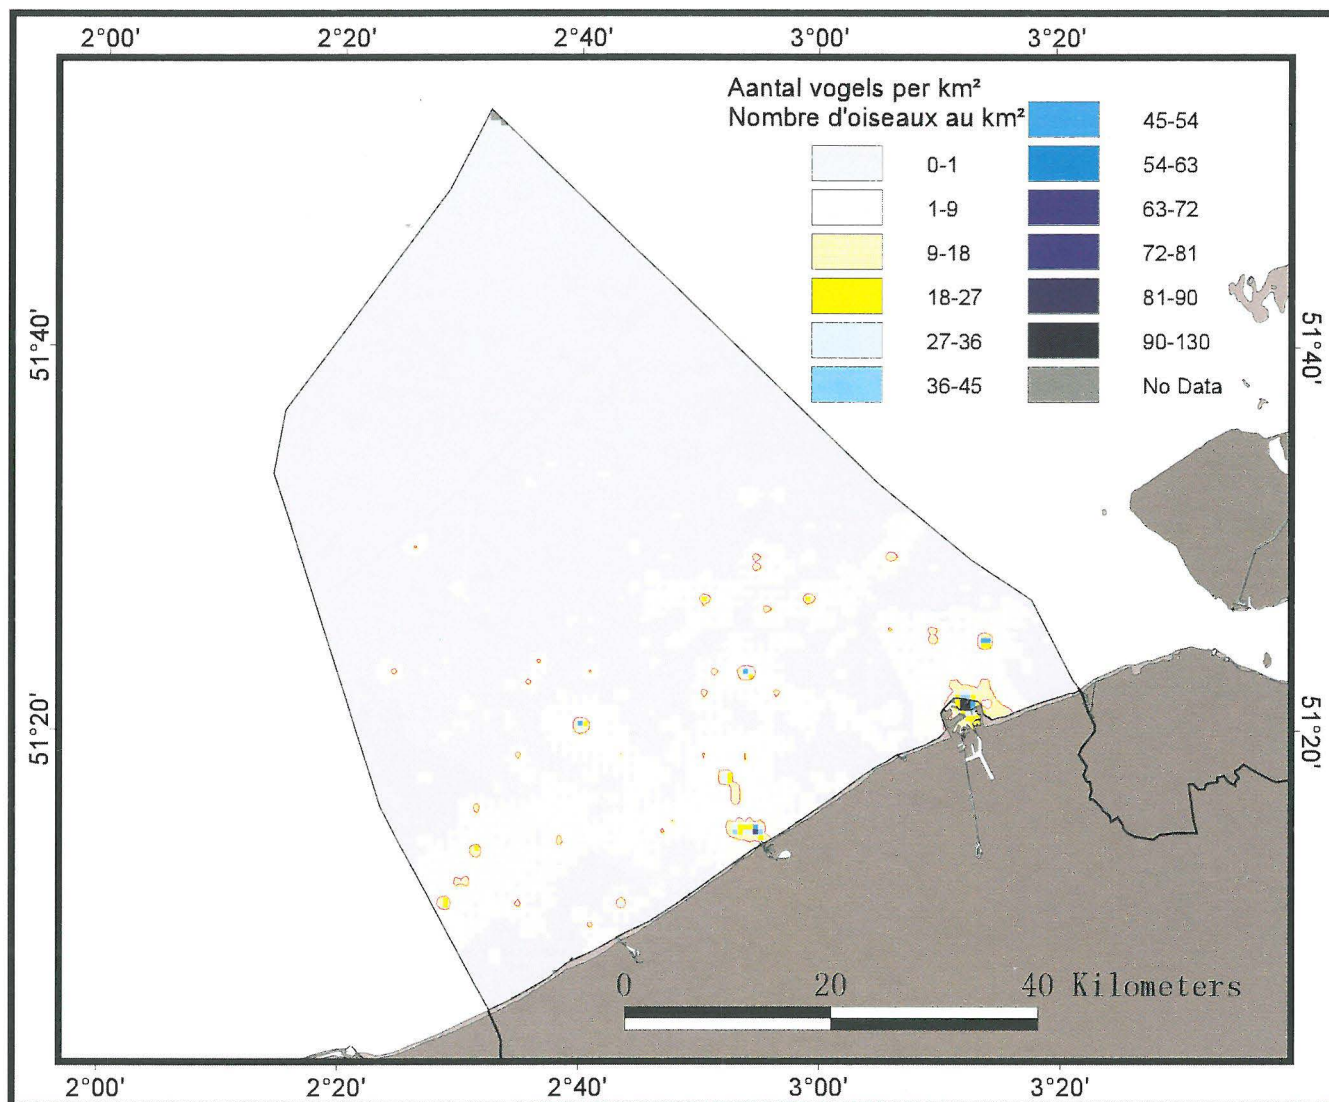 2°00' 2°20' 2°40' 3°00' 3°20'
Aantal vogels per km²
Nombre d'oiseaux au km²
0-1
1-9
9-18
18-27
27-36
36-45
45-54
54-63
63-72
72-81
81-90
90-130
No Data
51°40' 51°40'
51°20' 51°20'
0 20 40 Kilometers
2°00' 2°20' 2°40' 3°00' 3°20'